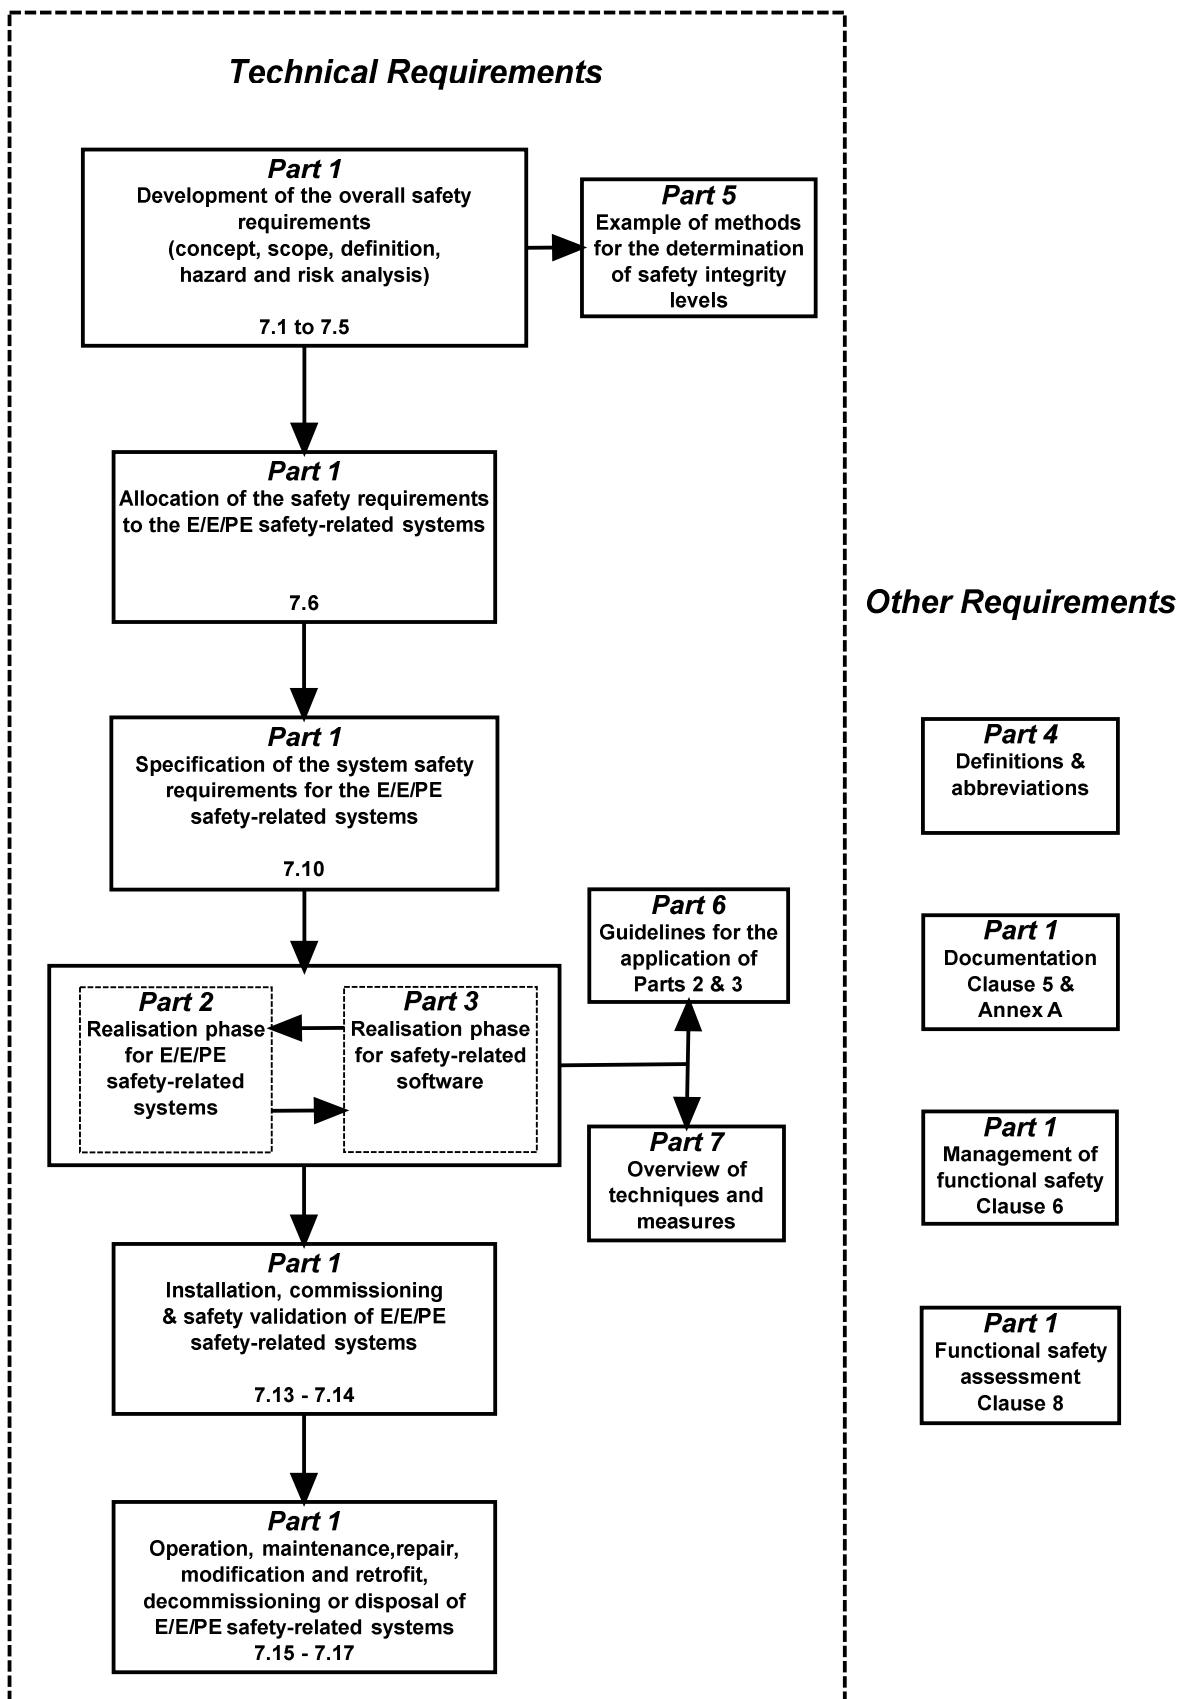 Technical Requirements
Part 1
Development of the overall safety
requirements
(concept, scope, definition,
hazard and risk analysis)
7.1 to 7.5
Part 5
Example of methods
for the determination
of safety integrity
levels
Part 1
Allocation of the safety requirements
to the E/E/PE safety-related systems
7.6
Part 1
Specification of the system safety
requirements for the E/E/PE
safety-related systems
7.10
Part 2
Realisation phase
for E/E/PE
safety-related
systems
Part 3
Realisation phase
for safety-related
software
Part 6
Guidelines for the
application of
Parts 2 & 3
Part 7
Overview of
techniques and
measures
Part 1
Installation, commissioning
& safety validation of E/E/PE
safety-related systems
7.13 - 7.14
Part 1
Operation, maintenance,repair,
modification and retrofit,
decommissioning or disposal of
E/E/PE safety-related systems
7.15 - 7.17
Other Requirements
Part 4
Definitions &
abbreviations
Part 1
Documentation
Clause 5 &
Annex A
Part 1
Management of
functional safety
Clause 6
Part 1
Functional safety
assessment
Clause 8